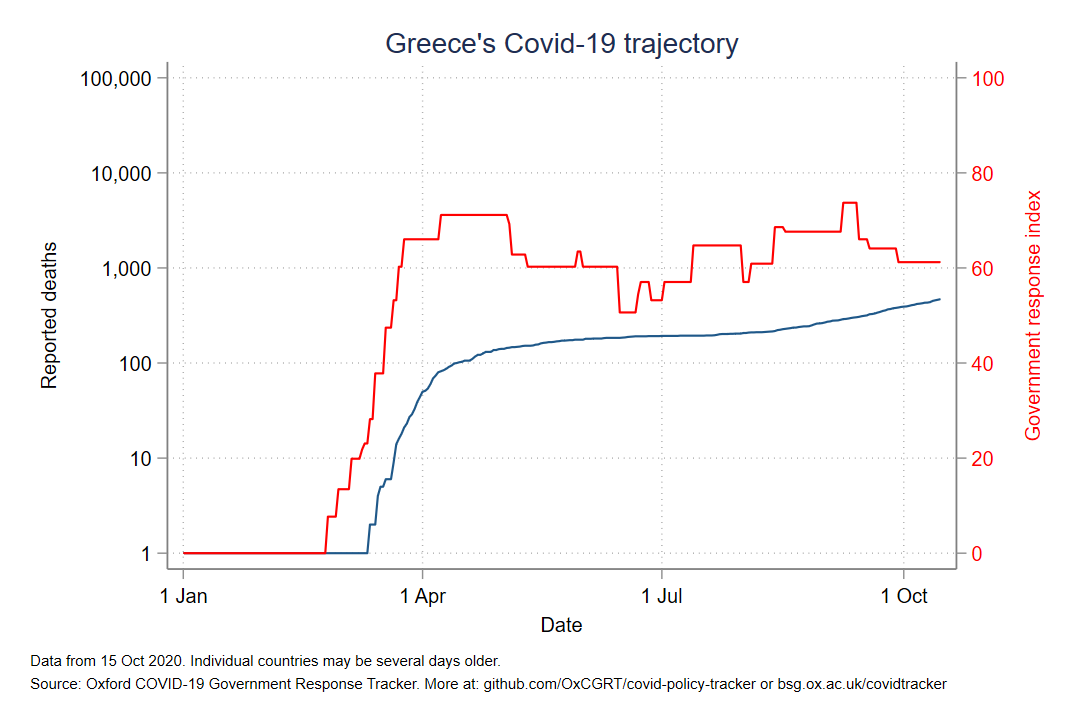 Greece's Covid-19 trajectory
100,000
10,000
1,000
100
10
1
Reported deaths
100
80
60
40
20
0
Government response index
1 Jan
1 Apr
1 Jul
1 Oct
Date
Data from 15 Oct 2020. Individual countries may be several days older.
Source: Oxford COVID-19 Government Response Tracker. More at: github.com/OxCGRT/covid-policy-tracker or bsg.ox.ac.uk/covidtracker